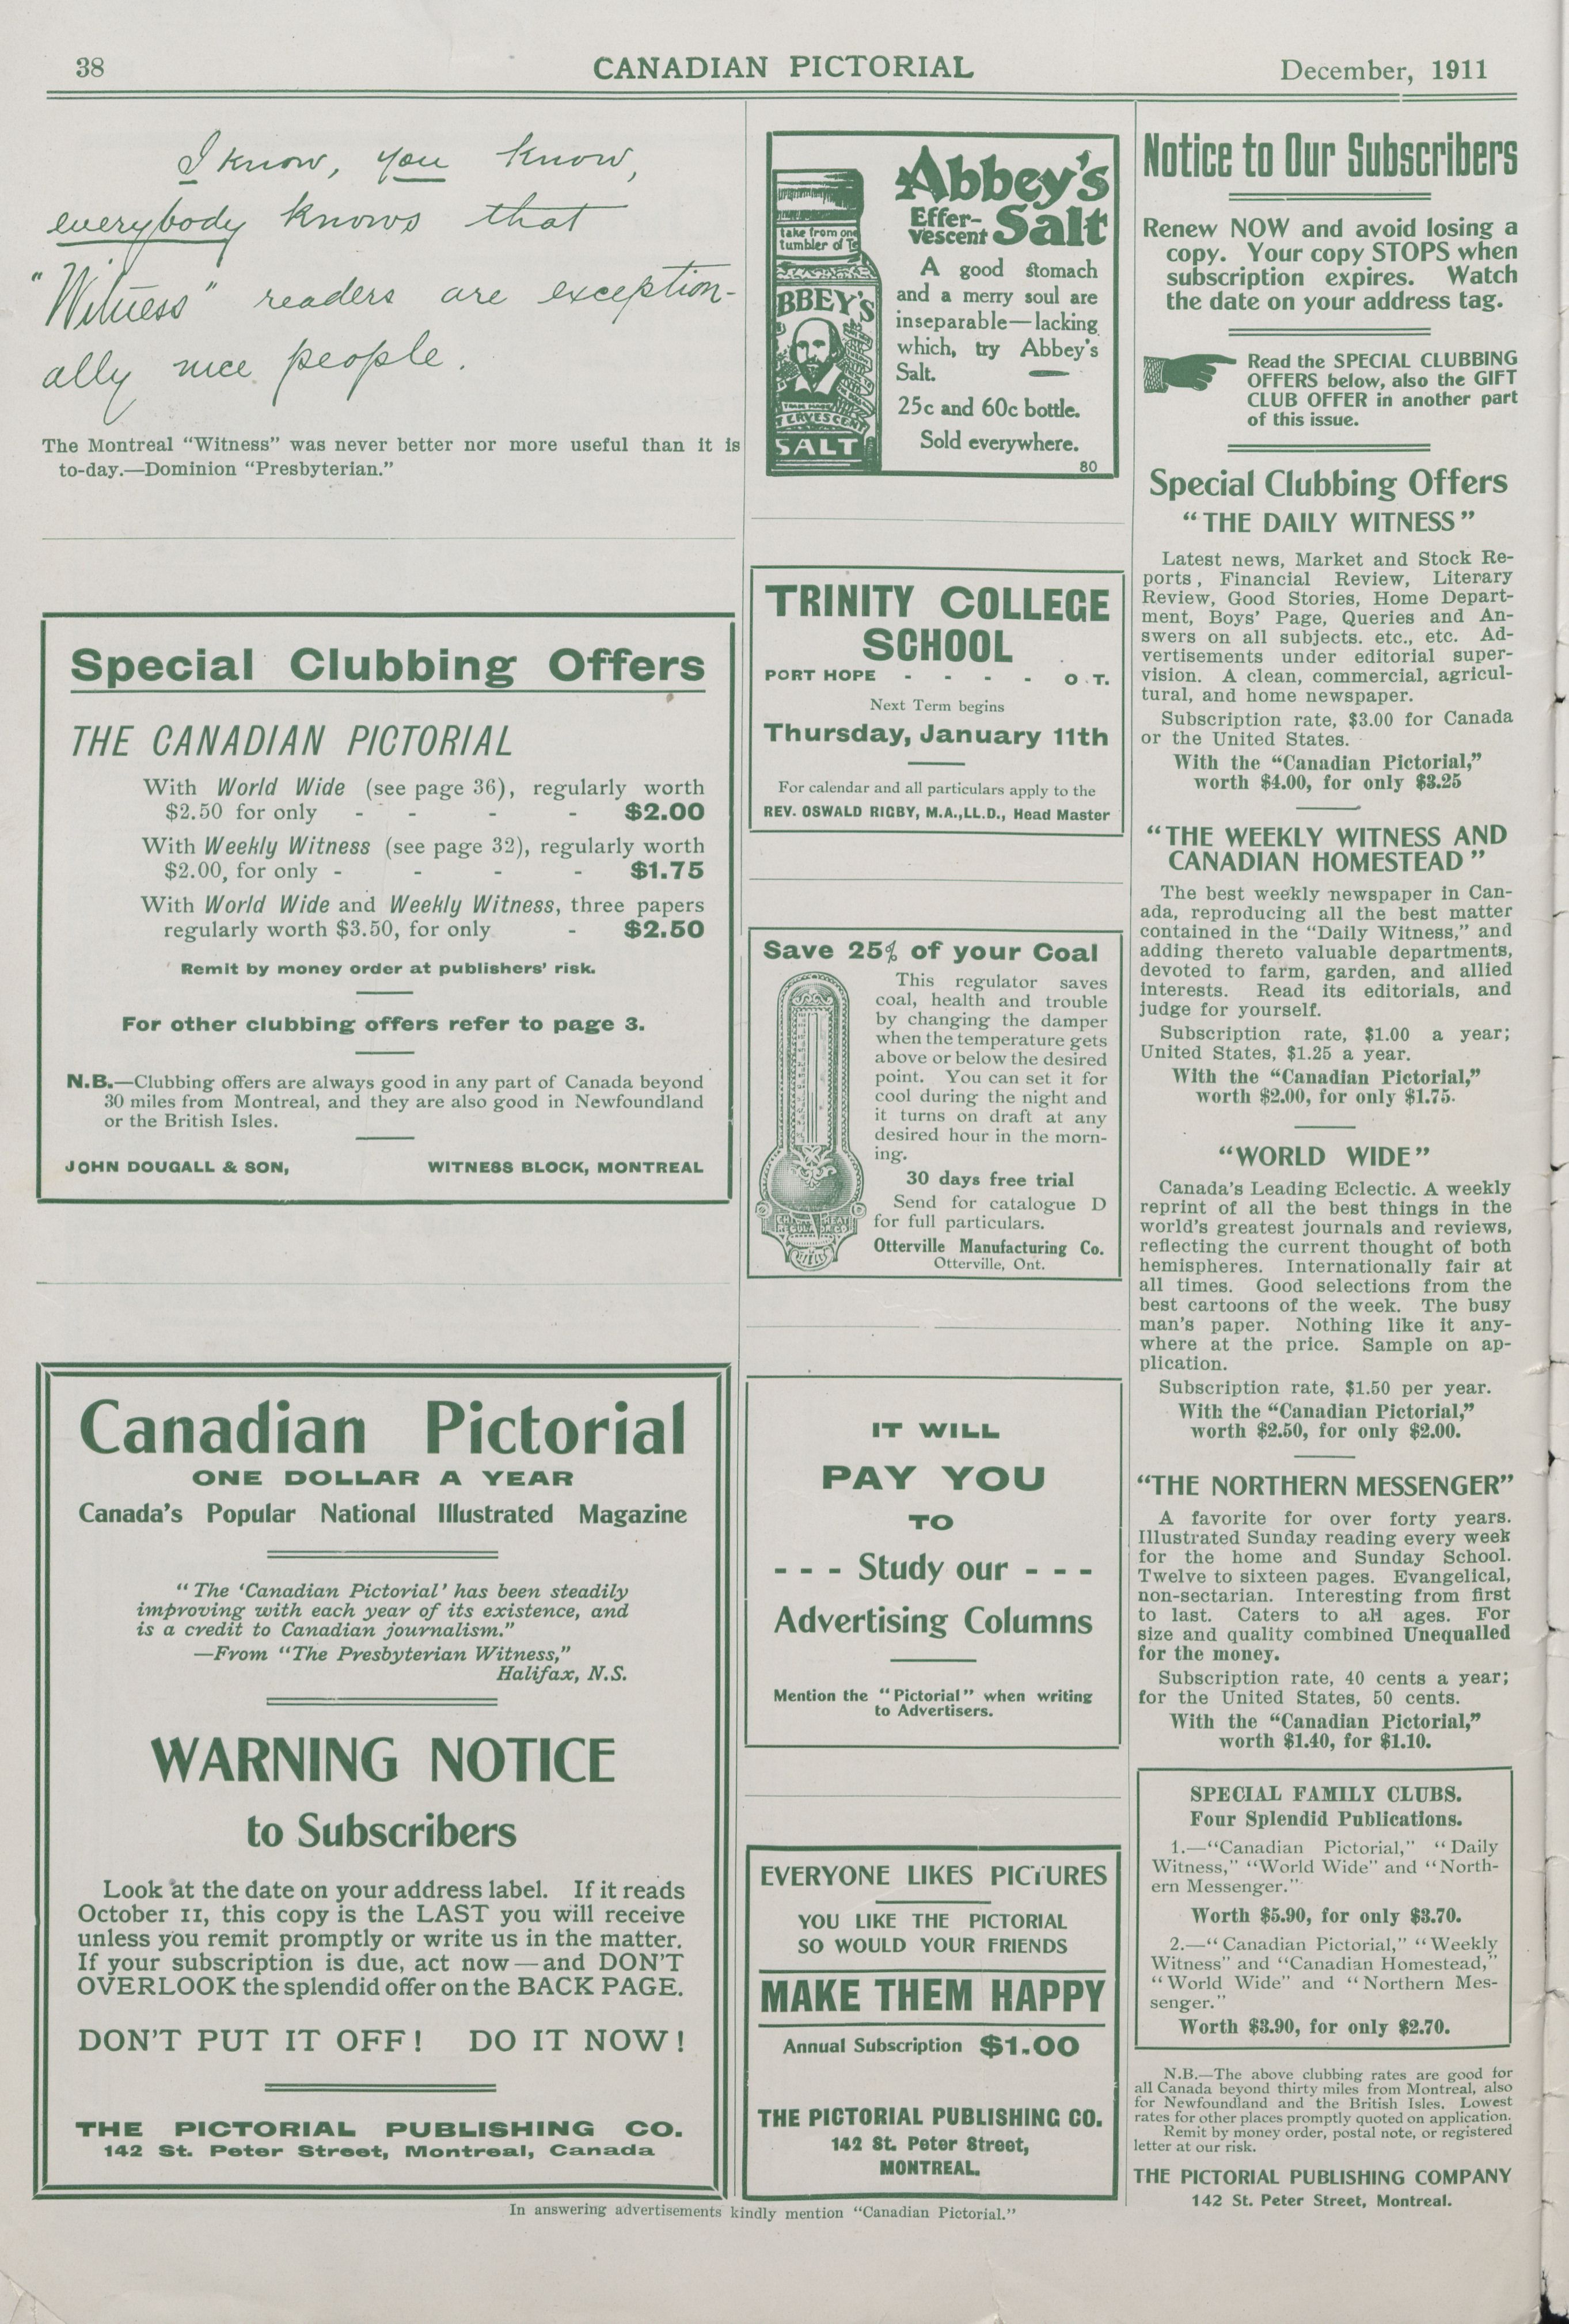 38
CANADIAN PICTORIAL
December, 1911
I know, you know,
everybody knows that
"Witness" readers are exception-
ally nice people.
The Montreal "Witness" was never better nor more useful than it is
to-day.—Dominion "Presbyterian."
Special Clubbing Offers
THE CANADIAN PICTORIAL
With World Wide (see page 36), regularly worth
$2.50 for only - - - - $2.00
With Weekly Witness (see page 32), regularly worth
$2.00, for only - - - - $1.75
With World Wide and Weekly Witness, three papers
regularly worth $3.50, for only - $2.50
Remit by money order at publishers' risk.
For other clubbing offers refer to page 3.
N.B.—Clubbing offers are always good in any part of Canada beyond
30 miles from Montreal, and they are also good in Newfoundland
or the British Isles.
JOHN DOUGALL & SON, WITNESS BLOCK, MONTREAL
Canadian Pictorial
ONE DOLLAR A YEAR
Canada's Popular National Illustrated Magazine
"The 'Canadian Pictorial' has been steadily
improving with each year of its existence, and
is a credit to Canadian journalism."
—From "The Presbyterian Witness,"
Halifax, N.S.
WARNING NOTICE
to Subscribers
Look at the date on your address label. If it reads
October 11, this copy is the LAST you will receive
unless you remit promptly or write us in the matter.
If your subscription is due, act now—and DON'T
OVERLOOK the splendid offer on the BACK PAGE.
DON'T PUT IT OFF! DO IT NOW!
THE PICTORIAL PUBLISHING CO.
142 St. Peter Street, Montreal, Canada
take from one
tumbler of
BBEY'S
TRADE MARK
SALT
Abbey's
Effer-
vescent Salt
A good stomach
and a merry soul are
inseparable—lacking
which, try Abbey's
Salt.
25c and 60c bottle.
Sold everywhere.
80
TRINITY COLLEGE
SCHOOL
PORT HOPE - - - - O T.
Next Term begins
Thursday, January 11th
For calendar and all particulars apply to the
REV. OSWALD RIGBY, M.A.,LL.D., Head Master
Save 25% of your Coal
This regulator saves
coal, health and trouble
by changing the damper
when the temperature gets
above or below the desired
point. You can set it for
cool during the night and
it turns on draft at any
desired hour in the morn-
ing.
30 days free trial
Send for catalogue D
for full particulars.
Otterville Manufacturing Co.
Otterville, Ont.
IT WILL
PAY YOU
TO
- - - Study our - - -
Advertising Columns
Mention the "Pictorial" when writing
to Advertisers.
EVERYONE LIKES PICTURES
YOU LIKE THE PICTORIAL
SO WOULD YOUR FRIENDS
MAKE THEM HAPPY
Annual Subscription $1.00
THE PICTORIAL PUBLISHING CO.
142 St. Peter Street,
MONTREAL.
Notice to Our Subscribers
Renew NOW and avoid losing a
copy. Your copy STOPS when
subscription expires. Watch
the date on your address tag.
Read the SPECIAL CLUBBING
OFFERS below, also the GIFT
CLUB OFFER in another part
of this issue.
Special Clubbing Offers
"THE DAILY WITNESS"
Latest news, Market and Stock Re-
ports, Financial Review, Literary
Review, Good Stories, Home Depart-
ment, Boys' Page, Queries and An-
swers on all subjects. etc., etc. Ad-
vertisements under editorial super-
vision. A clean, commercial, agricul-
tural, and home newspaper.
Subscription rate, $3.00 for Canada
or the United States.
With the "Canadian Pictorial,"
worth $4.00, for only $3.25
"THE WEEKLY WITNESS AND
CANADIAN HOMESTEAD"
The best weekly newspaper in Can-
ada, reproducing all the best matter
contained in the "Daily Witness," and
adding thereto valuable departments,
devoted to farm, garden, and allied
interests. Read its editorials, and
judge for yourself.
Subscription rate, $1.00 a year;
United States, $1.25 a year.
With the "Canadian Pictorial,"
worth $2.00, for only $1.75.
"WORLD WIDE"
Canada's Leading Eclectic. A weekly
reprint of all the best things in the
world's greatest journals and reviews,
reflecting the current thought of both
hemispheres. Internationally fair at
all times. Good selections from the
best cartoons of the week. The busy
man's paper. Nothing like it any-
where at the price. Sample on ap-
plication.
Subscription rate, $1.50 per year.
With the "Canadian Pictorial,"
worth $2.50, for only $2.00.
"THE NORTHERN MESSENGER"
A favorite for over forty years.
Illustrated Sunday reading every week
for the home and Sunday School.
Twelve to sixteen pages. Evangelical,
non-sectarian. Interesting from first
to last. Caters to all ages. For
size and quality combined Unequalled
for the money.
Subscription rate, 40 cents a year;
for the United States, 50 cents.
With the "Canadian Pictorial,"
worth $1.40, for $1.10.
SPECIAL FAMILY CLUBS.
Four Splendid Publications.
1.—"Canadian Pictorial," "Daily
Witness," "World Wide" and "North-
ern Messenger."
Worth $5.90, for only $3.70.
2.—"Canadian Pictorial," "Weekly
Witness" and "Canadian Homestead,"
"World Wide" and "Northern Mes-
senger."
Worth $3.90, for only $2.70.
N.B.—The above clubbing rates are good for
all Canada beyond thirty miles from Montreal, also
for Newfoundland and the British Isles. Lowest
rates for other places promptly quoted on application.
Remit by money order, postal note, or registered
letter at our risk.
THE PICTORIAL PUBLISHING COMPANY
142 St. Peter Street, Montreal.
In answering advertisements kindly mention "Canadian Pictorial."